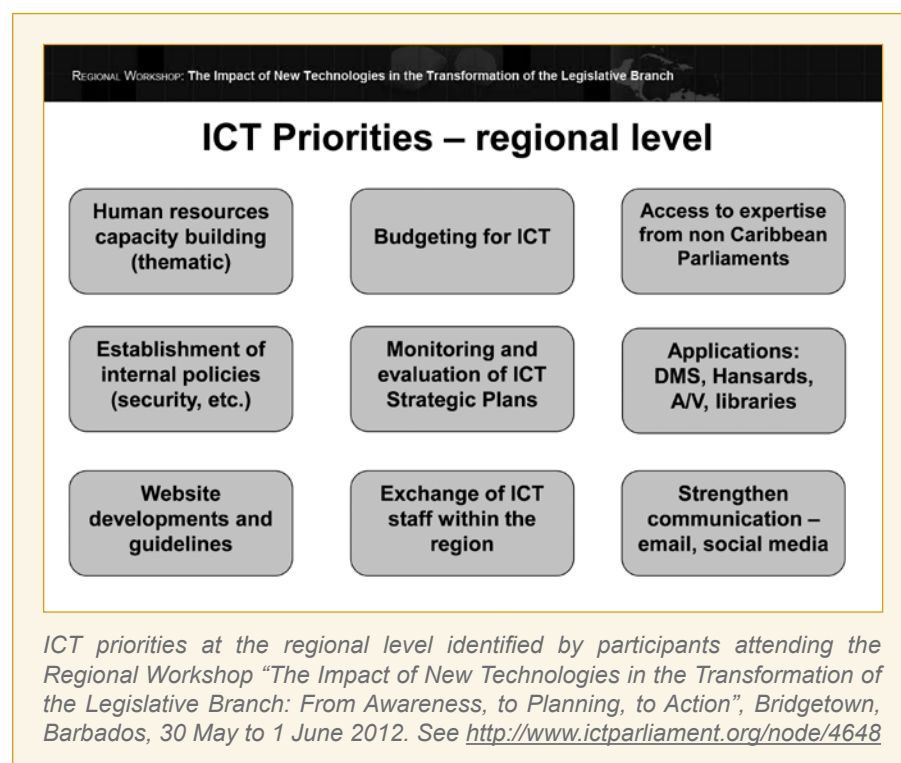 REGIONAL WORKSHOP: The Impact of New Technologies in the Transformation of the Legislative Branch
ICT Priorities – regional level
Human resources
capacity building
(thematic)
Budgeting for ICT
Access to expertise
from non Caribbean
Parliaments
Establishment of
internal policies
(security, etc.)
Monitoring and
evaluation of ICT
Strategic Plans
Applications:
DMS, Hansards,
A/V, libraries
Website
developments and
guidelines
Exchange of ICT
staff within the
region
Strengthen
communication –
email, social media
ICT priorities at the regional level identified by participants attending the
Regional Workshop “The Impact of New Technologies in the Transformation of
the Legislative Branch: From Awareness, to Planning, to Action”, Bridgetown,
Barbados, 30 May to 1 June 2012. See http://www.ictparliament.org/node/4648